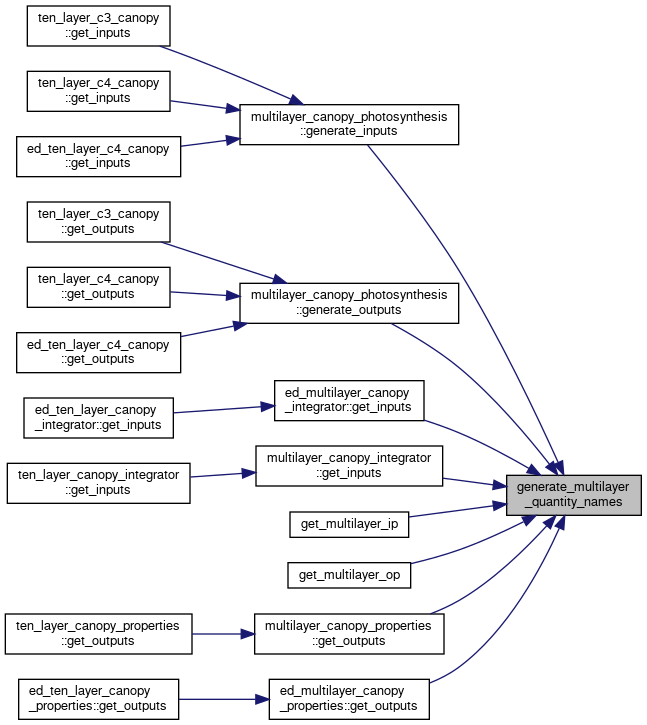 ten_layer_c3_canopy
::get_inputs
ten_layer_c4_canopy
::get_inputs
multilayer_canopy_photosynthesis
::generate_inputs
ed_ten_layer_c4_canopy
::get_inputs
ten_layer_c3_canopy
::get_outputs
ten_layer_c4_canopy
::get_outputs
multilayer_canopy_photosynthesis
::generate_outputs
ed_ten_layer_c4_canopy
::get_outputs
ed_multilayer_canopy
_integrator::get_inputs
ed_ten_layer_canopy
_integrator::get_inputs
multilayer_canopy_integrator
::get_inputs
ten_layer_canopy_integrator
::get_inputs
generate_multilayer
_quantity_names
get_multilayer_ip
get_multilayer_op
ten_layer_canopy_properties
::get_outputs
multilayer_canopy_properties
::get_outputs
ed_ten_layer_canopy
_properties::get_outputs
ed_multilayer_canopy
_properties::get_outputs